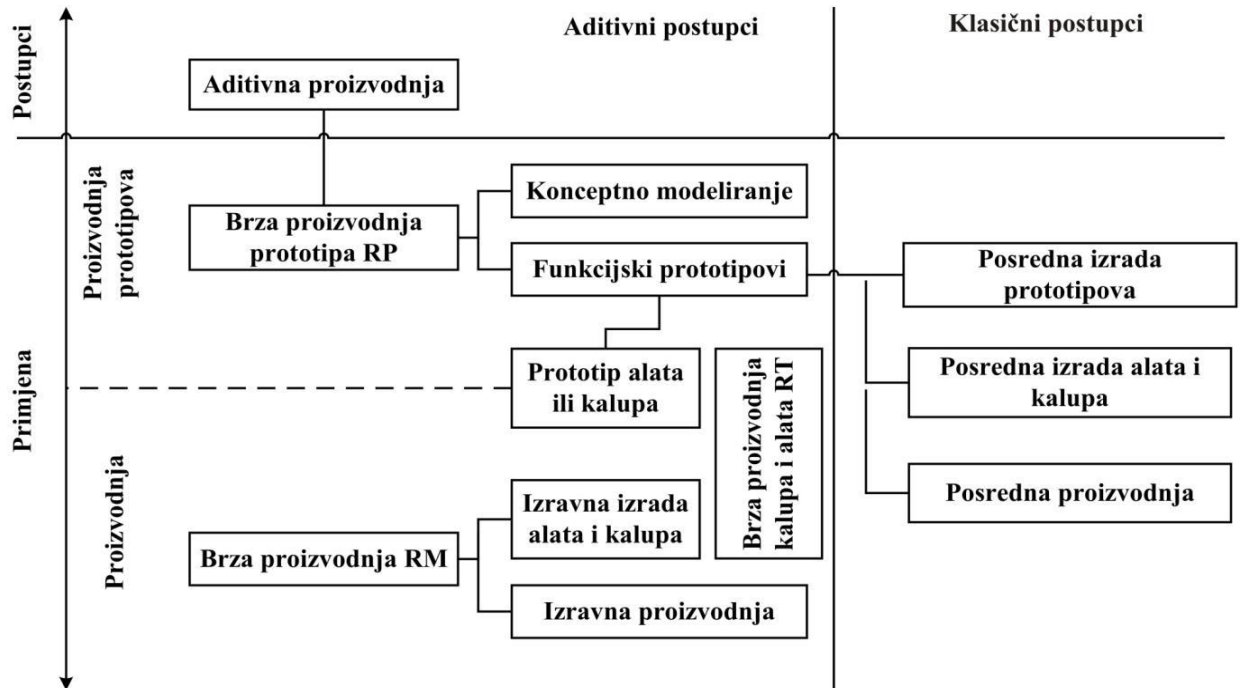 Aditivni postupci
Klasični postupci
Postupci
Aditivna proizvodnja
Primjena
Proizvodnja
prototipova
Brza proizvodnja
prototipa RP
Konceptno modeliranje
Funkcijski prototipovi
Posredna izrada
prototipova
Prototip alata
ili kalupa
Brza proizvodnja
kalupa i alata RT
Posredna izrada alata i
kalupa
Proizvodnja
Brza proizvodnja RM
Izravna izrada
alata i kalupa
Izravna proizvodnja
Posredna proizvodnja